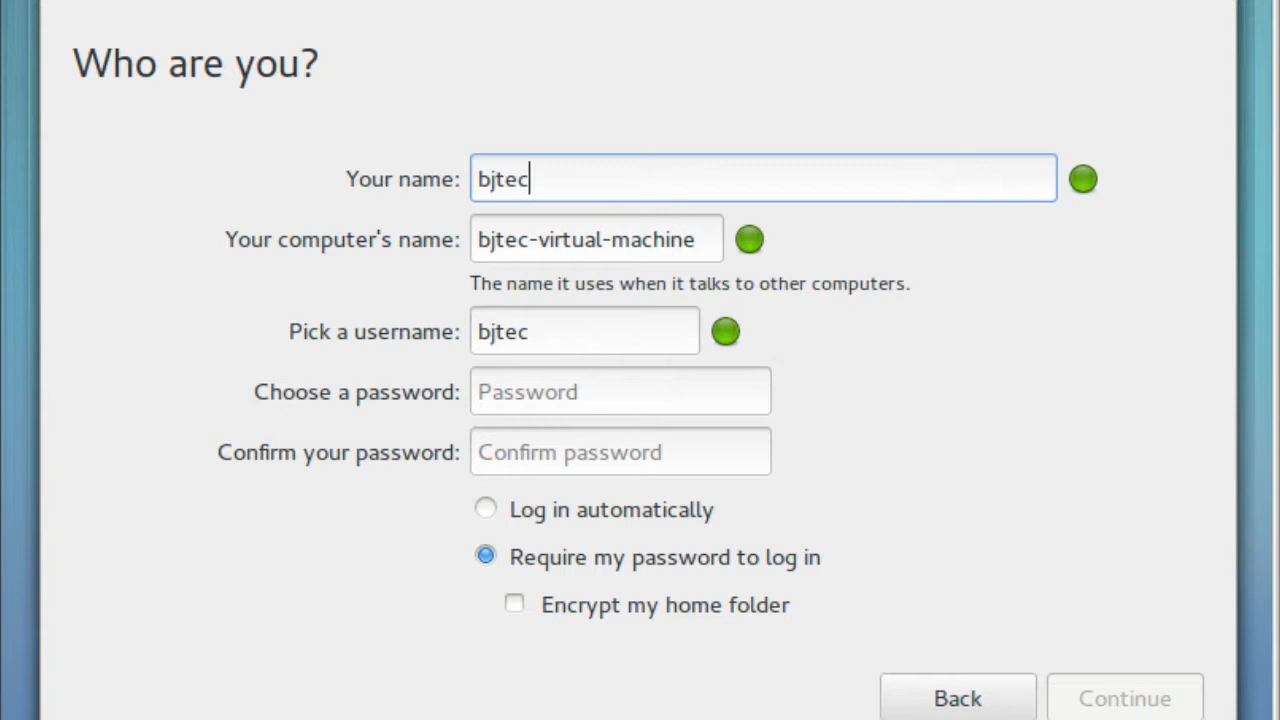 Who are you?
Your name: bjtec
Your computer's name: bjtec-virtual-machine
The name it uses when it talks to other computers.
Pick a username: bjtec
Choose a password: Password
Confirm your password: Confirm password
Log in automatically
Require my password to log in
Encrypt my home folder
Back Continue